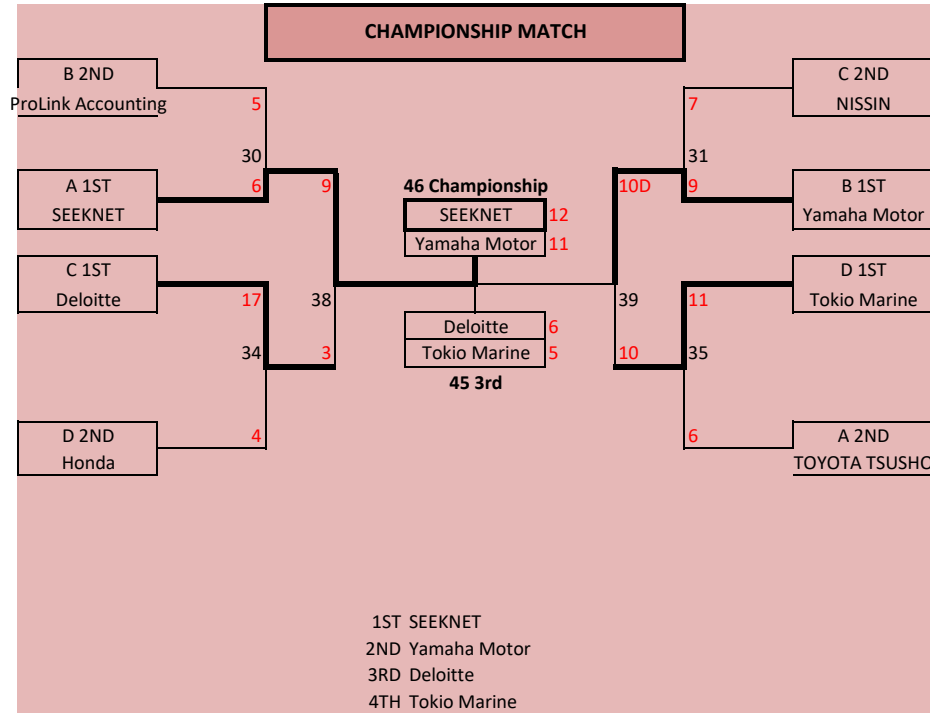 CHAMPIONSHIP MATCH
B 2ND
ProLink Accounting
5
C 2ND
NISSIN
7
30
31
A 1ST
SEEKNET
6
9
46 Championship
SEEKNET 12
Yamaha Motor 11
10D
9
B 1ST
Yamaha Motor
C 1ST
Deloitte
17
38
39
11
D 1ST
Tokio Marine
34
3
Deloitte 6
Tokio Marine 5
45 3rd
10
35
D 2ND
Honda
4
6
A 2ND
TOYOTA TSUSHO
1ST SEEKNET
2ND Yamaha Motor
3RD Deloitte
4TH Tokio Marine